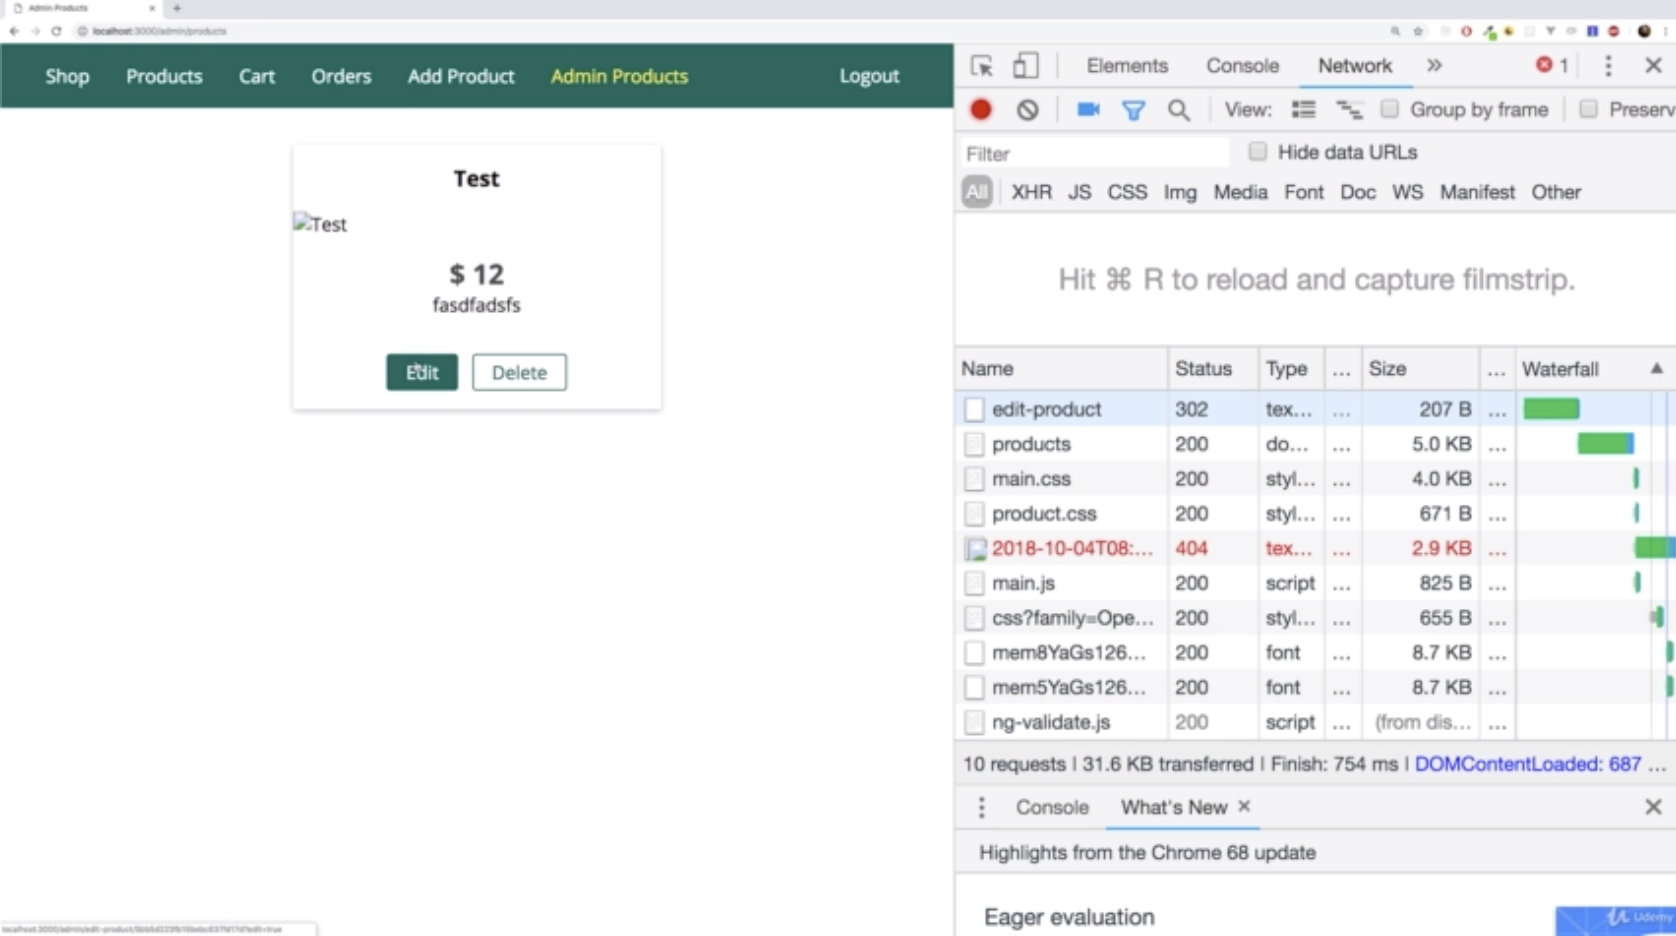 Admin Products
localhost:3000/admin/products
Shop Products Cart Orders Add Product Admin Products Logout
Test
Test
$ 12
fasdfadsfs
Edit Delete
Elements Console Network 1
View: Group by frame Preserv
Filter Hide data URLs
All XHR JS CSS Img Media Font Doc WS Manifest Other
Hit ⌘ R to reload and capture filmstrip.
Name Status Type ... Size ... Waterfall
edit-product 302 tex... ... 207 B ...
products 200 do... ... 5.0 KB ...
main.css 200 styl... ... 4.0 KB ...
product.css 200 styl... ... 671 B ...
2018-10-04T08:... 404 tex... ... 2.9 KB ...
main.js 200 script ... 825 B ...
css?family=Ope... 200 styl... ... 655 B ...
mem8YaGs126... 200 font ... 8.7 KB ...
mem5YaGs126... 200 font ... 8.7 KB ...
ng-validate.js 200 script ... (from dis... ...
10 requests | 31.6 KB transferred | Finish: 754 ms | DOMContentLoaded: 687 ...
Console What's New
Highlights from the Chrome 68 update
Eager evaluation
Udemy